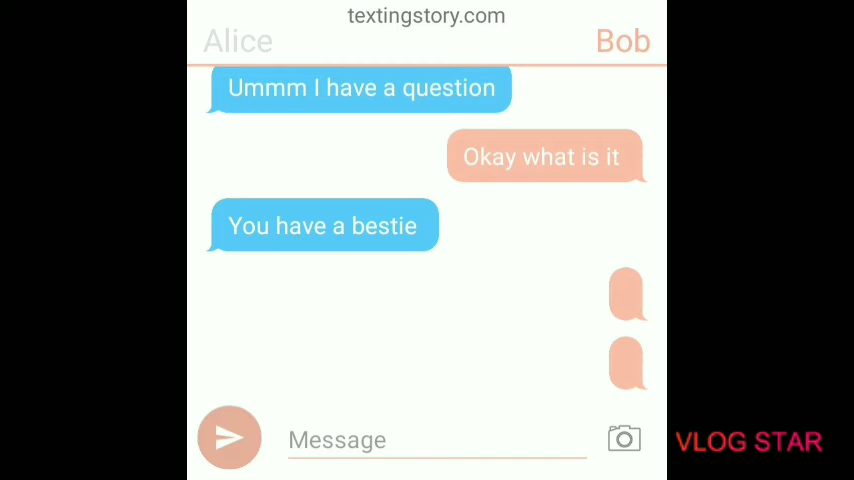 textingstory.com
Alice
Bob
Ummm I have a question
Okay what is it
You have a bestie
Message
VLOG STAR